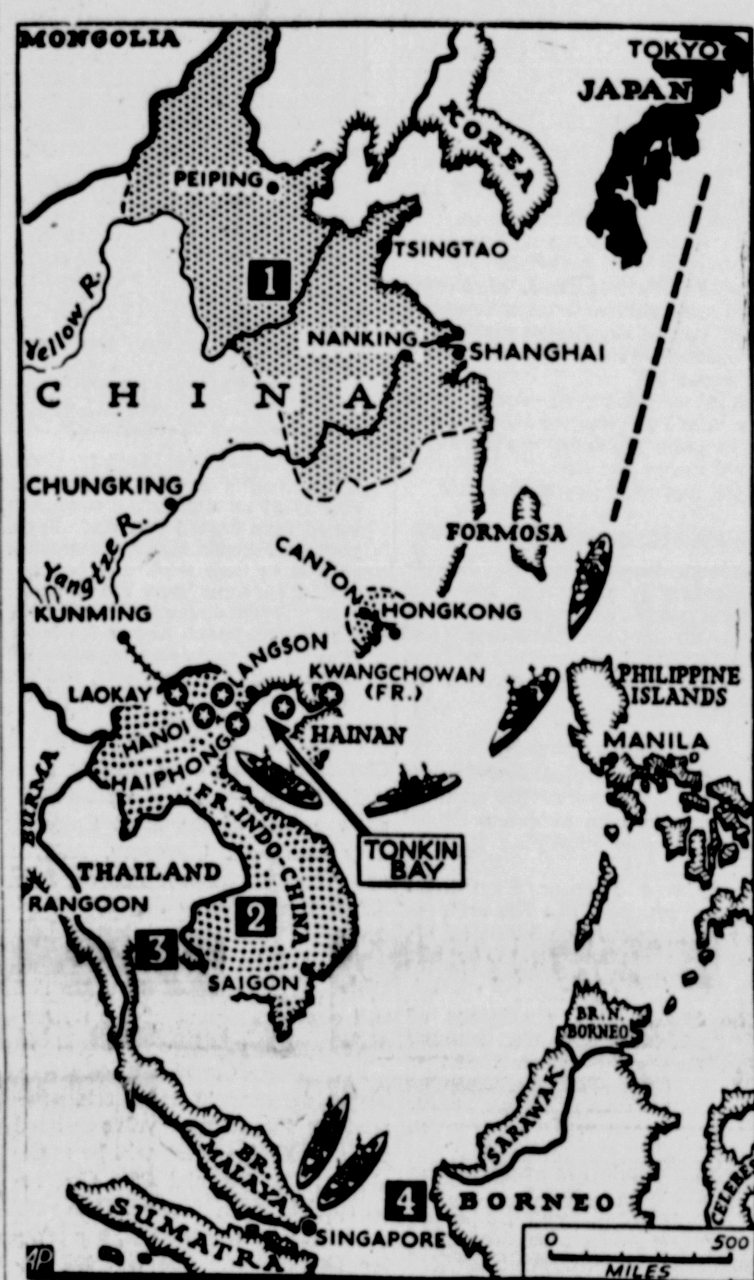 MONGOLIA
TOKYO
JAPAN
KOREA
PEIPING
TSINGTAO
1
Yellow R.
NANKING
SHANGHAI
CHINA
CHUNGKING
FORMOSA
Yangtze R.
CANTON
HONGKONG
KUNMING
LANGSON
KWANGCHOWAN
(FR.)
LAOKAY
PHILIPPINE
ISLANDS
HANOI
HAINAN
MANILA
HAIPHONG
BURMA
FR. INDO-CHINA
TONKIN
BAY
THAILAND
RANGOON
2
3
SAIGON
BR. N.
BORNEO
SARAWAK
BR.
MALAYA
4
BORNEO
CELEBES
SUMATRA
SINGAPORE
0 500
MILES
AP